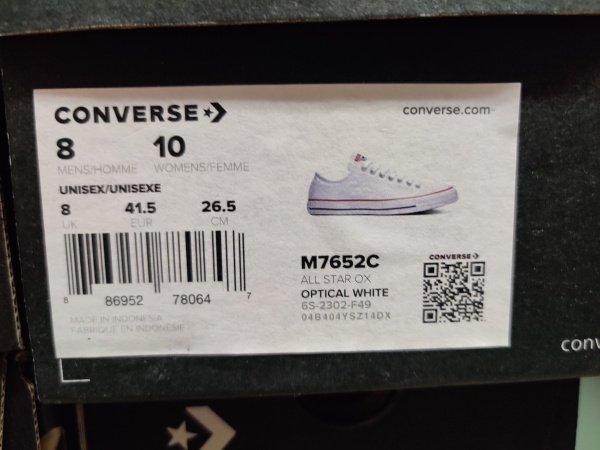 CONVERSE
converse.com
8 10
MENS/HOMME WOMENS/FEMME
UNISEX/UNISEXE
8 41.5 26.5
UK EUR CM
8 86952 78064 7
MADE IN INDONESIA
FABRIQUE EN INDONESIE
M7652C
ALL STAR OX
OPTICAL WHITE
6S-2302-F49
04B404YSZ14DX
CONVERSE
conv